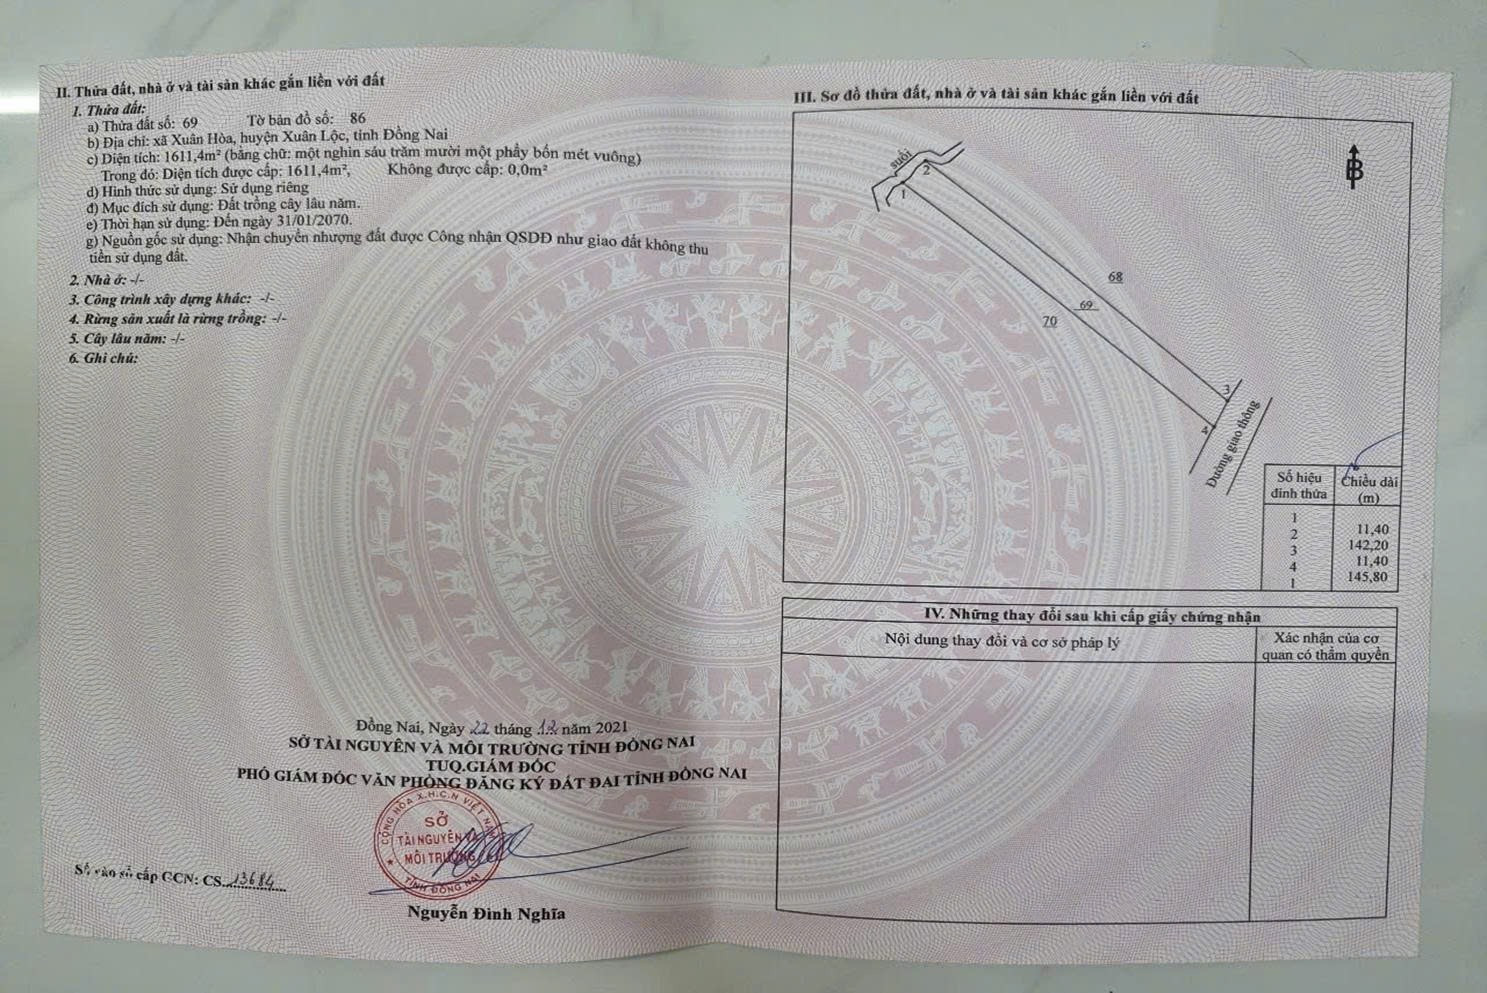 II. Thửa đất, nhà ở và tài sản khác gắn liền với đất
1. Thửa đất:
a) Thửa đất số: 69 Tờ bản đồ số: 86
b) Địa chỉ: xã Xuân Hòa, huyện Xuân Lộc, tỉnh Đồng Nai
c) Diện tích: 1611,4m² (bằng chữ: một nghìn sáu trăm mười một phẩy bốn mét vuông)
Trong đó: Diện tích được cấp: 1611,4m², Không được cấp: 0,0m²
d) Hình thức sử dụng: Sử dụng riêng
đ) Mục đích sử dụng: Đất trồng cây lâu năm.
e) Thời hạn sử dụng: Đến ngày 31/01/2070.
g) Nguồn gốc sử dụng: Nhận chuyển nhượng đất được Công nhận QSDĐ như giao đất không thu
tiền sử dụng đất.
2. Nhà ở: -/-
3. Công trình xây dựng khác: -/-
4. Rừng sản xuất là rừng trồng: -/-
5. Cây lâu năm: -/-
6. Ghi chú:
Đồng Nai, Ngày 22 tháng 12 năm 2021
SỞ TÀI NGUYÊN VÀ MÔI TRƯỜNG TỈNH ĐỒNG NAI
TUQ.GIÁM ĐỐC
PHÓ GIÁM ĐỐC VĂN PHÒNG ĐĂNG KÝ ĐẤT ĐAI TỈNH ĐỒNG NAI
CỘNG HÒA X.H.C.N VIỆT NAM
SỞ
TÀI NGUYÊN VÀ
MÔI TRƯỜNG
TỈNH ĐỒNG NAI
Nguyễn Đình Nghĩa
Số vào sổ cấp GCN: CS 13684
III. Sơ đồ thửa đất, nhà ở và tài sản khác gắn liền với đất
B
suối
2
1
68
69
70
3
4
Đường giao thông
Số hiệu đỉnh thửa Chiều dài (m)
1
11,40
2
142,20
3
11,40
4
145,80
1
IV. Những thay đổi sau khi cấp giấy chứng nhận
Nội dung thay đổi và cơ sở pháp lý
Xác nhận của cơ
quan có thẩm quyền